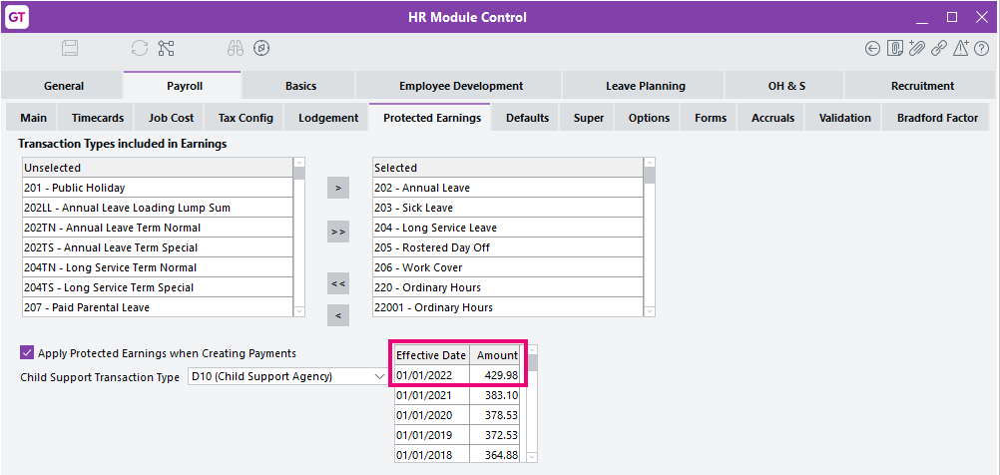 GT HR Module Control
General Payroll Basics Employee Development Leave Planning OH & S Recruitment
Main Timecards Job Cost Tax Config Lodgement Protected Earnings Defaults Super Options Forms Accruals Validation Bradford Factor
Transaction Types included in Earnings
Unselected
201 - Public Holiday
202LL - Annual Leave Loading Lump Sum
202TN - Annual Leave Term Normal
202TS - Annual Leave Term Special
204TN - Long Service Term Normal
204TS - Long Service Term Special
207 - Paid Parental Leave
>
>>
<<
<
Selected
202 - Annual Leave
203 - Sick Leave
204 - Long Service Leave
205 - Rostered Day Off
206 - Work Cover
220 - Ordinary Hours
22001 - Ordinary Hours
Apply Protected Earnings when Creating Payments
Child Support Transaction Type D10 (Child Support Agency)
Effective Date Amount
01/01/2022 429.98
01/01/2021 383.10
01/01/2020 378.53
01/01/2019 372.53
01/01/2018 364.88